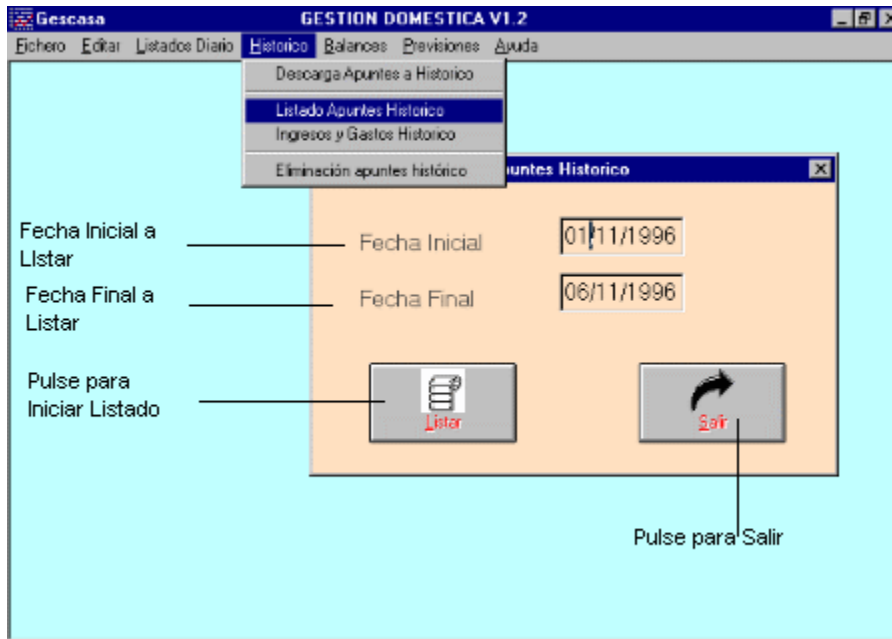 Gescasa GESTION DOMESTICA V1.2
Fichero Editar Listados Diario Historico Balances Previsiones Ayuda
Descarga Apuntes a Historico
Listado Apuntes Historico
Ingresos y Gastos Historico
Eliminación apuntes histórico
untes Historico
Fecha Inicial a
LIstar
Fecha Inicial
01/11/1996
Fecha Final a
Listar
Fecha Final
06/11/1996
Pulse para
Iniciar Listado
Listar
Salir
Pulse para Salir